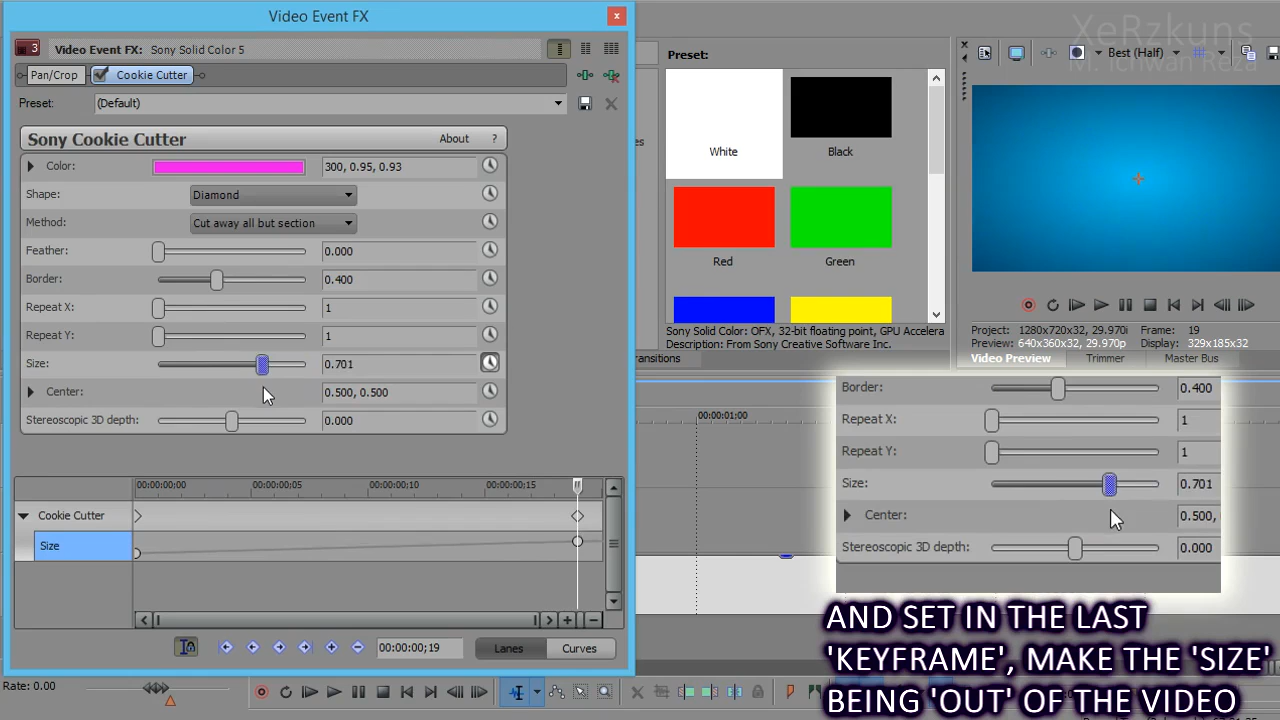 Video Event FX
x
3
Video Event FX: Sony Solid Color 5
Pan/Crop
Cookie Cutter
Preset:
(Default)
Sony Cookie Cutter
About
?
Color:
300, 0.95, 0.93
Shape:
Diamond
Method:
Cut away all but section
Feather:
0.000
Border:
0.400
Repeat X:
1
Repeat Y:
1
Size:
0.701
Center:
0.500, 0.500
Stereoscopic 3D depth:
0.000
00:00:00;00
00:00:00;05
00:00:00;10
00:00:00;15
Cookie Cutter
Size
00:00:00;19
Lanes
Curves
Rate: 0.00
Preset:
White
Black
Red
Green
Sony Solid Color: OFX, 32-bit floating point, GPU Accelera
Description: From Sony Creative Software Inc.
XeRzkuns
M. Ichwan Reza
Best (Half)
Project: 1280x720x32, 29.970i
Frame: 19
Preview: 640x360x32, 29.970p
Display: 329x185x32
Video Preview
Trimmer
Master Bus
00:00:01;00
Border:
0.400
Repeat X:
1
Repeat Y:
1
Size:
0.701
Center:
0.500,
Stereoscopic 3D depth:
0.000
AND SET IN THE LAST
'KEYFRAME', MAKE THE 'SIZE'
BEING 'OUT' OF THE VIDEO